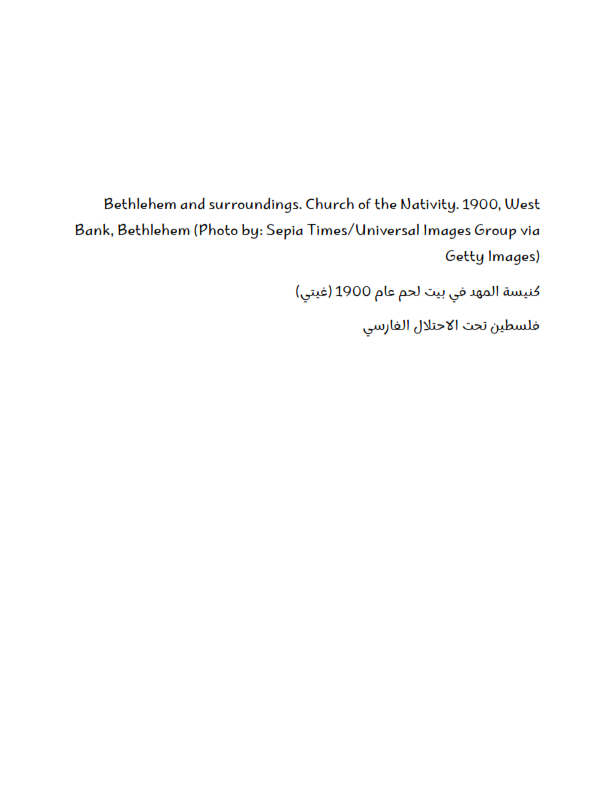 Bethlehem and surroundings. Church of the Nativity. 1900, West
Bank, Bethlehem (Photo by: Sepia Times/Universal Images Group via
Getty Images)
كنيسة المهد في بيت لحم عام 1900 (غيتي)
فلسطين تحت الاحتلال الفارسي